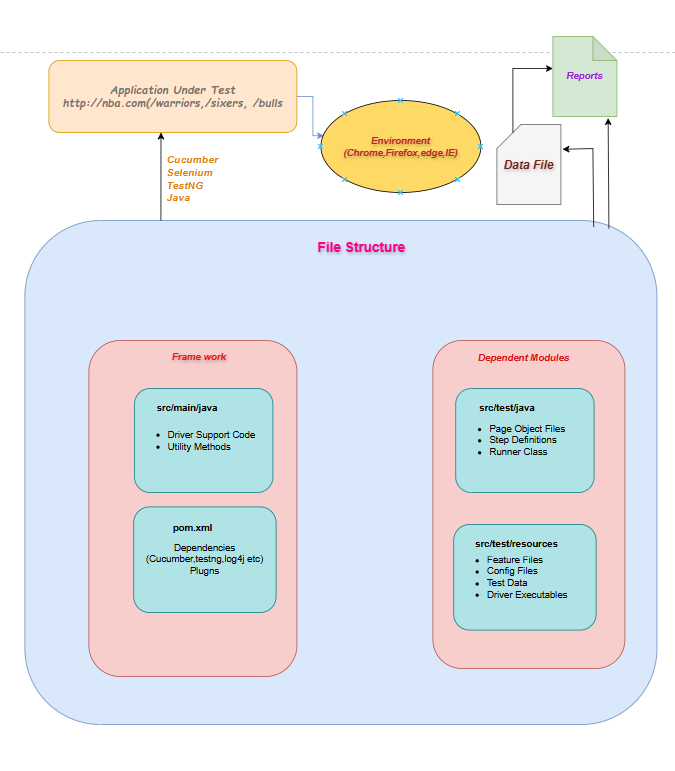 Application Under Test
http://nba.com(/warriors,/sixers, /bulls
Environment
(Chrome,Firefox,edge,IE)
Reports
Data File
Cucumber
Selenium
TestNG
Java
File Structure
Frame work
src/main/java
Driver Support Code
Utility Methods
pom.xml
Dependencies
(Cucumber,testng,log4j etc)
Plugns
Dependent Modules
src/test/java
Page Object Files
Step Definitions
Runner Class
src/test/resources
Feature Files
Config Files
Test Data
Driver Executables